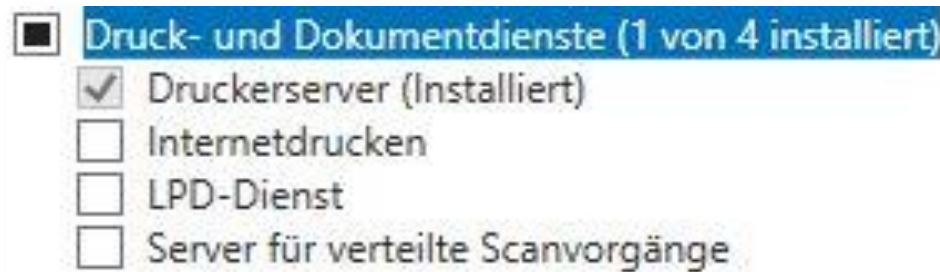 Druck- und Dokumentdienste (1 von 4 installiert)
Druckerserver (Installiert)
Internetdrucken
LPD-Dienst
Server für verteilte Scanvorgänge